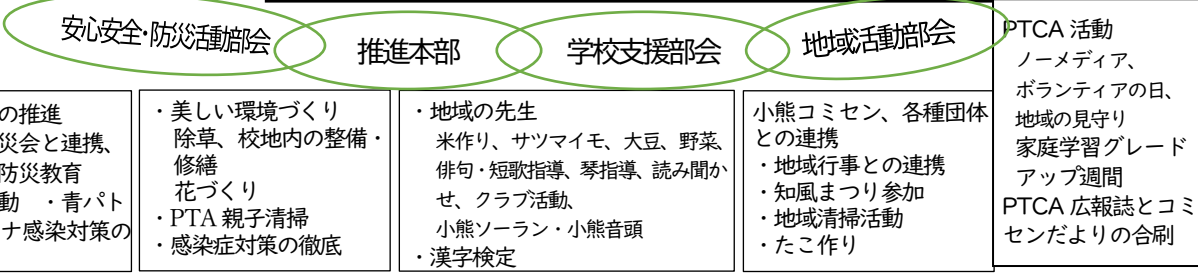 安心安全・防災活動部会
推進本部
学校支援部会
地域活動部会
の推進
災会と連携、
防災教育
動　・青パト
ナ感染対策の
・美しい環境づくり
除草、校地内の整備・
修繕
花づくり
・PTA 親子清掃
・感染症対策の徹底
・地域の先生
米作り、サツマイモ、大豆、野菜、
俳句・短歌指導、琴指導、読み聞か
せ、クラブ活動、
小熊ソーラン・小熊音頭
・漢字検定
小熊コミセン、各種団体
との連携
・地域行事との連携
・知風まつり参加
・地域清掃活動
・たこ作り
PTCA 活動
ノーメディア、
ボランティアの日、
地域の見守り
家庭学習グレード
アップ週間
PTCA 広報誌とコミ
センだよりの合刷